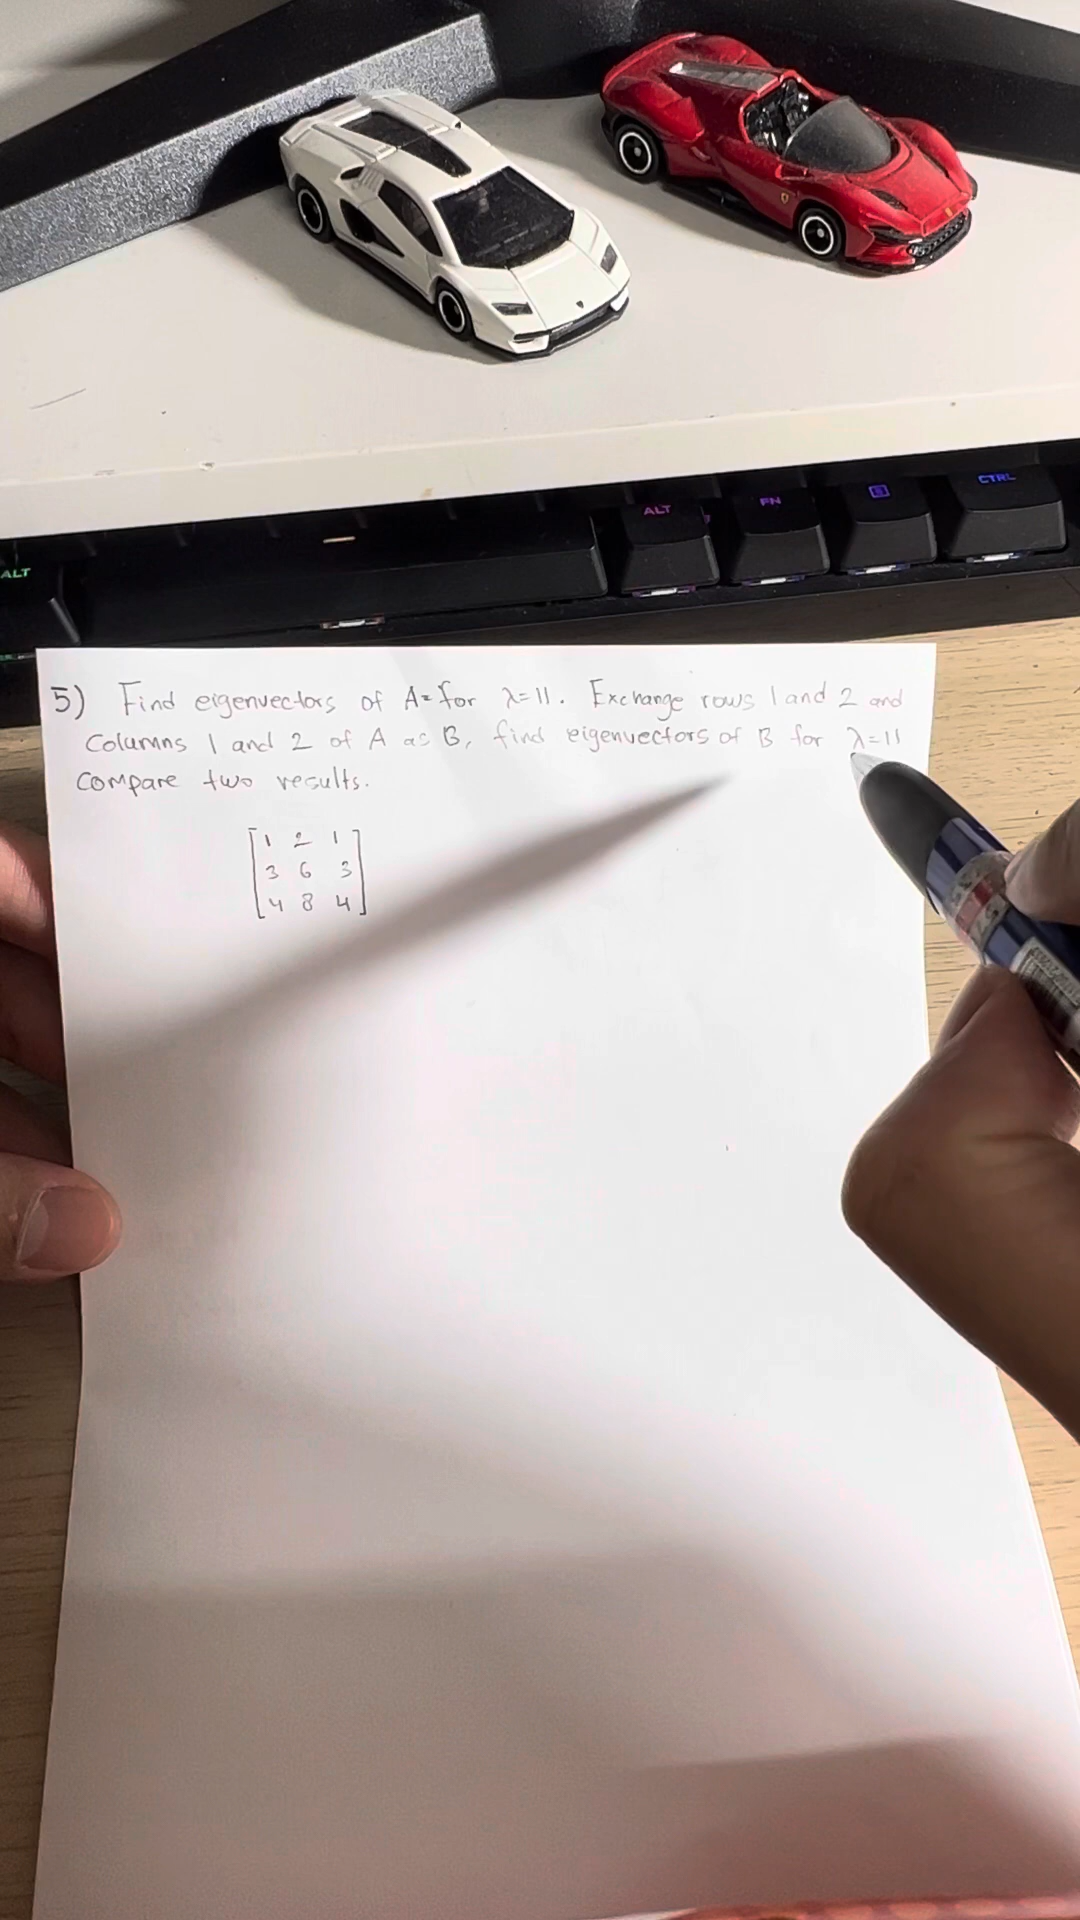 ALT
FN
CTRL
ALT
5) Find eigenvectors of A= for λ=11. Exchange rows 1 and 2 and
Columns 1 and 2 of A as B, find eigenvectors of B for λ=11
Compare two results.
1 2 1
3 6 3
4 8 4